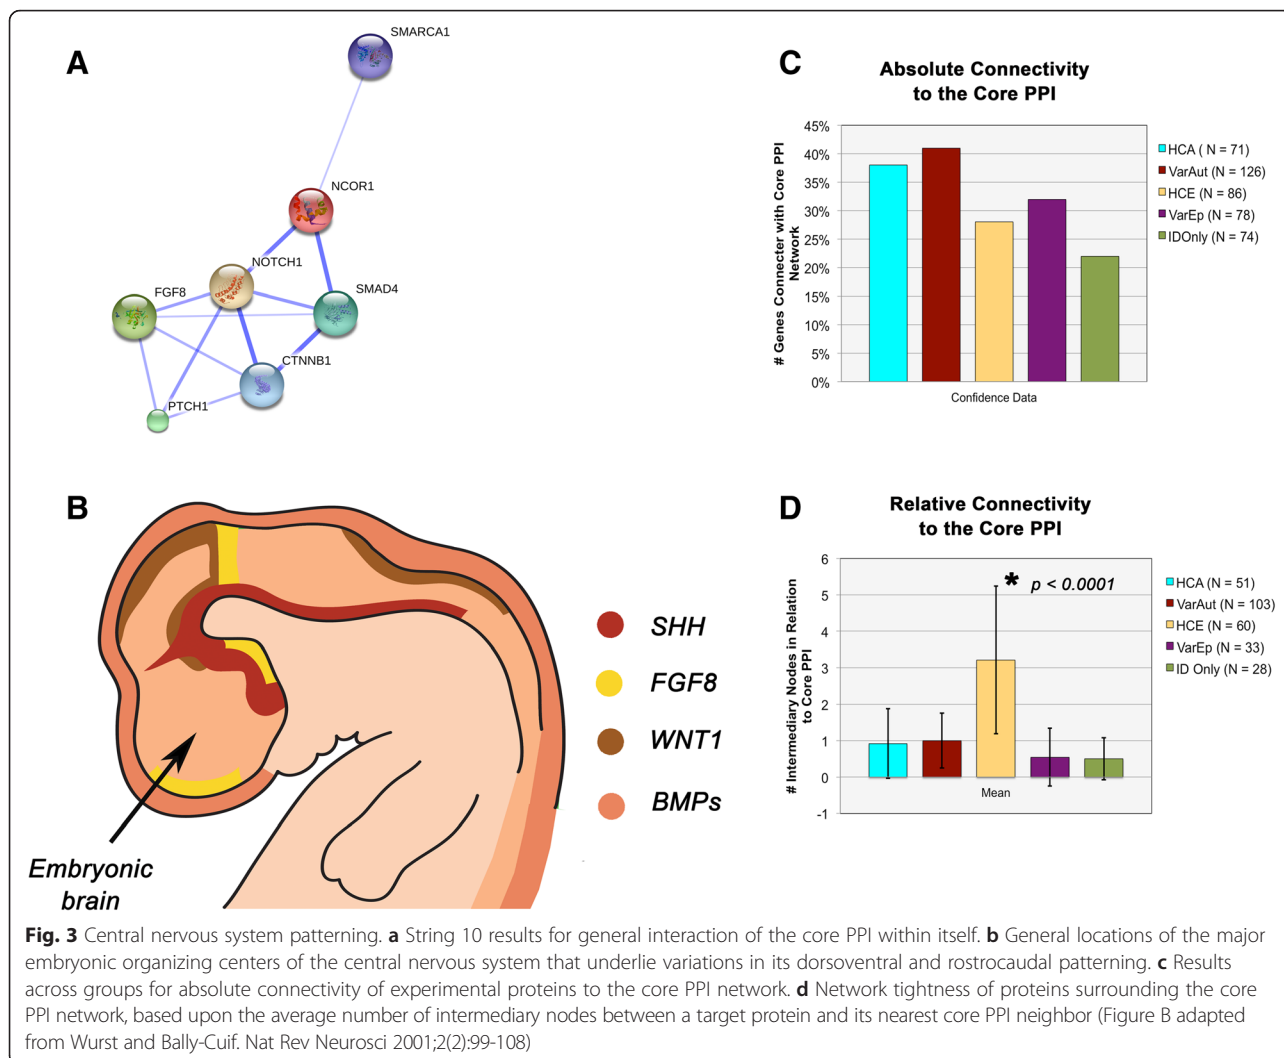 A
SMARCA1
NCOR1
NOTCH1
FGF8
SMAD4
CTNNB1
PTCH1
B
SHH
FGF8
WNT1
BMPs
Embryonic
brain
C
Absolute Connectivity
to the Core PPI
# Genes Connecter with Core PPI
Network
45%
40%
35%
30%
25%
20%
15%
10%
5%
0%
Confidence Data
HCA ( N = 71)
VarAut (N = 126)
HCE (N = 86)
VarEp (N = 78)
IDOnly (N = 74)
D
Relative Connectivity
to the Core PPI
# Intermediary Nodes in Relation
to Core PPI
6
5
4
3
2
1
0
-1
* p < 0.0001
Mean
HCA (N = 51)
VarAut (N = 103)
HCE (N = 60)
VarEp (N = 33)
ID Only (N = 28)
Fig. 3 Central nervous system patterning. a String 10 results for general interaction of the core PPI within itself. b General locations of the major
embryonic organizing centers of the central nervous system that underlie variations in its dorsoventral and rostrocaudal patterning. c Results
across groups for absolute connectivity of experimental proteins to the core PPI network. d Network tightness of proteins surrounding the core
PPI network, based upon the average number of intermediary nodes between a target protein and its nearest core PPI neighbor (Figure B adapted
from Wurst and Bally-Cuif. Nat Rev Neurosci 2001;2(2):99-108)